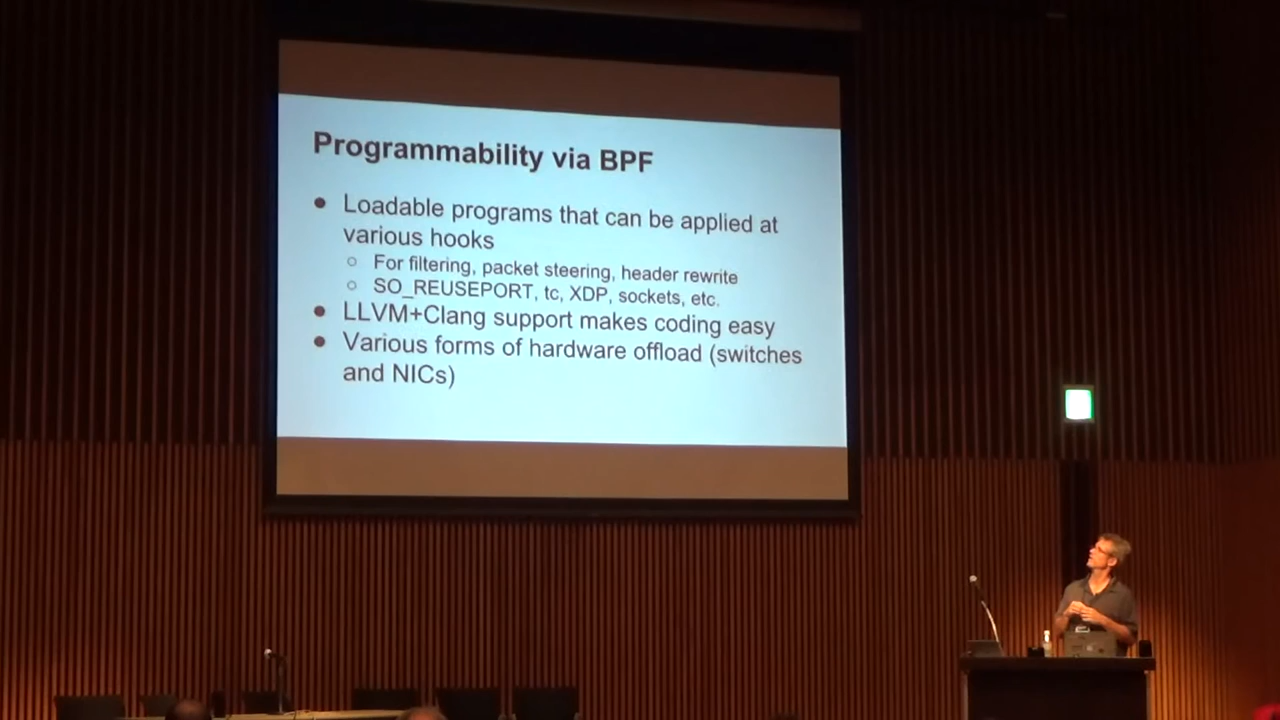 Programmability via BPF
● Loadable programs that can be applied at
various hooks
○ For filtering, packet steering, header rewrite
○ SO_REUSEPORT, tc, XDP, sockets, etc.
● LLVM+Clang support makes coding easy
● Various forms of hardware offload (switches
and NICs)